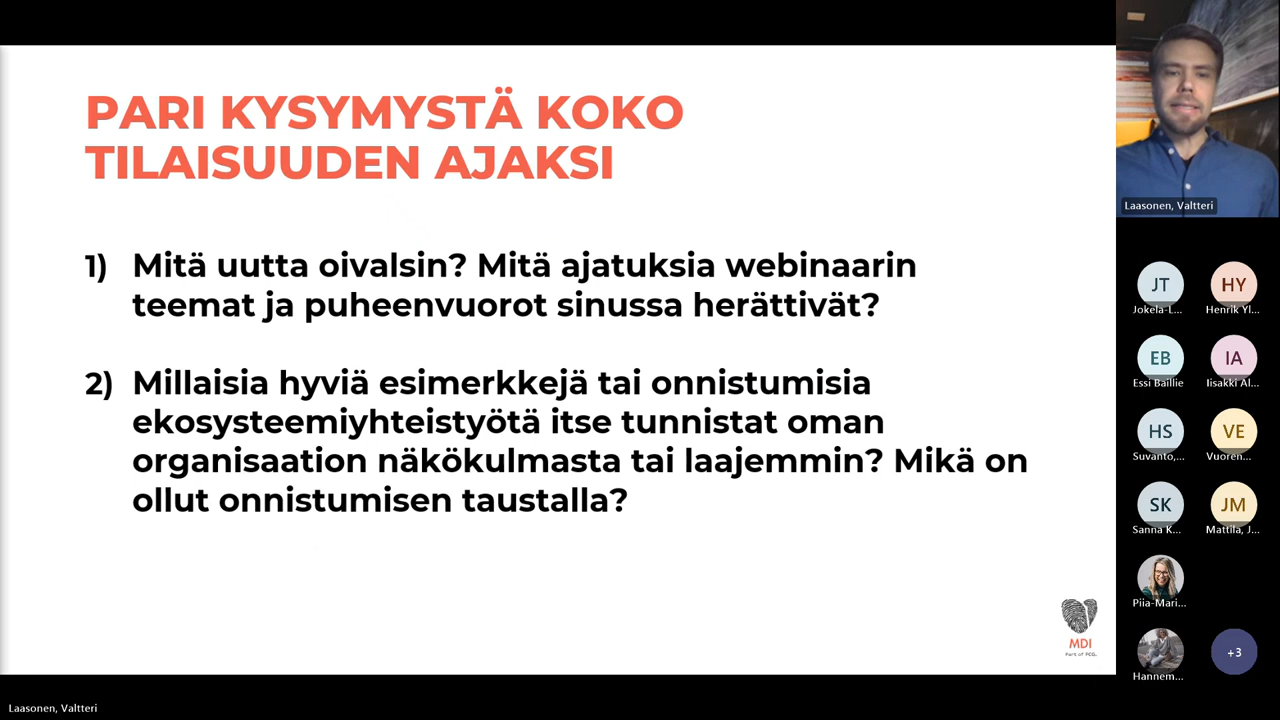 PARI KYSYMYSTÄ KOKO
TILAISUUDEN AJAKSI
1) Mitä uutta oivalsin? Mitä ajatuksia webinaarin
teemat ja puheenvuorot sinussa herättivät?
2) Millaisia hyviä esimerkkejä tai onnistumisia
ekosysteemiyhteistyötä itse tunnistat oman
organisaation näkökulmasta tai laajemmin? Mikä on
ollut onnistumisen taustalla?
MDI
Part of FCG.
Laasonen, Valtteri
JT
HY
Jokela-L...
Henrik Yl...
EB
IA
Essi Baillie
Iisakki Al...
HS
VE
Suvanto,...
Vuoren...
SK
JM
Sanna K...
Mattila, J...
Piia-Mari...
Hannem...
+3
Laasonen, Valtteri